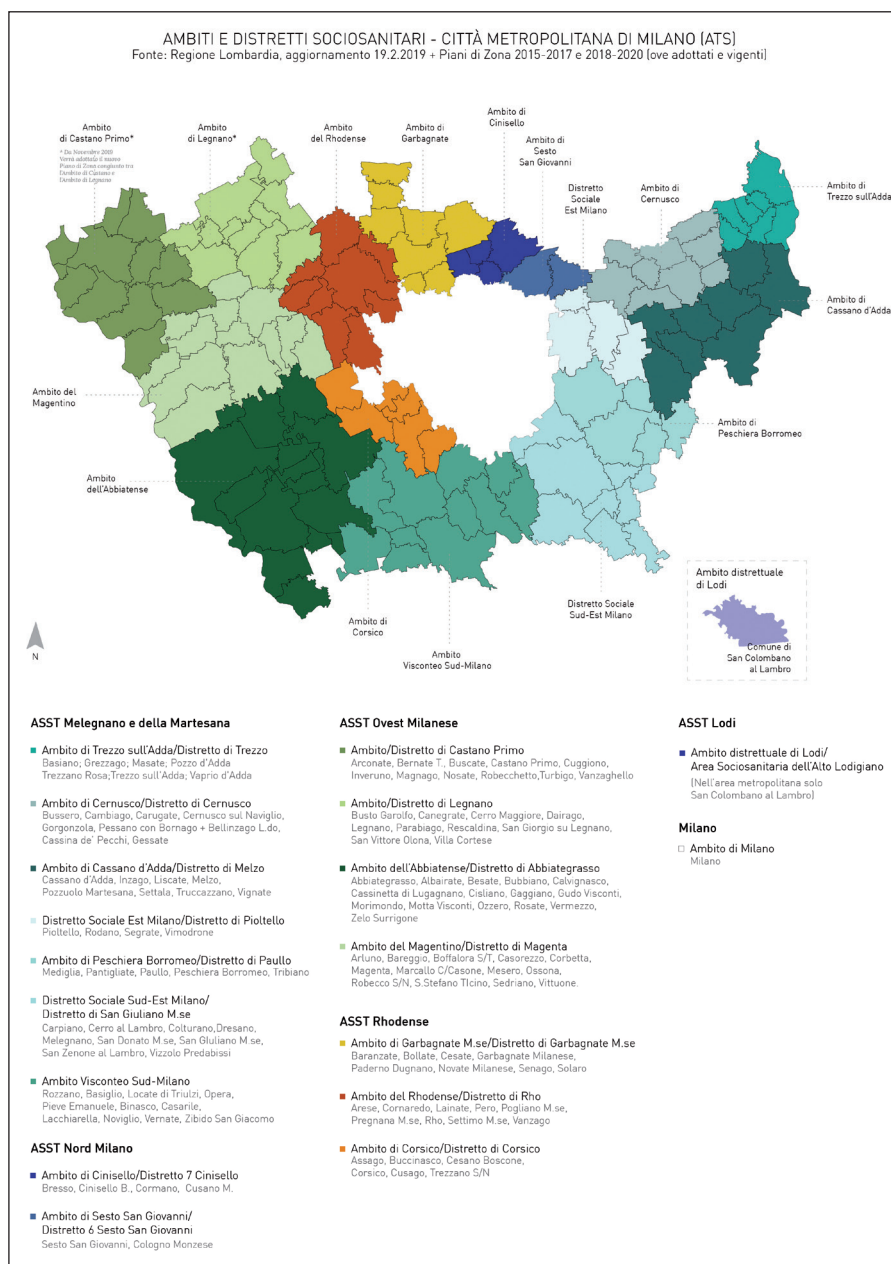 AMBITI E DISTRETTI SOCIOSANITARI - CITTÀ METROPOLITANA DI MILANO (ATS)
Fonte: Regione Lombardia, aggiornamento 19.2.2019 + Piani di Zona 2015-2017 e 2018-2020 (ove adottati e vigenti)
Ambito
di Castano Primo*
* Da Novembre 2019
Verrà adottato il nuovo
Piano di Zona congiunto tra
l'Ambito di Castano e
l'Ambito di Legnano
Ambito
di Legnano*
Ambito
del Rhodense
Ambito di
Garbagnate
Ambito di
Cinisello
Ambito di
Sesto
San Giovanni
Distretto
Sociale
Est Milano
Ambito di
Cernusco
Ambito di
Trezzo sull'Adda
Ambito di
Cassano d'Adda
Ambito del
Magentino
Ambito di
Peschiera Borromeo
Ambito
dell'Abbiatense
Ambito di
Corsico
Ambito
Visconteo Sud-Milano
Distretto Sociale
Sud-Est Milano
Ambito distrettuale
di Lodi
Comune di
San Colombano
al Lambro
N
ASST Melegnano e della Martesana
Ambito di Trezzo sull'Adda/Distretto di Trezzo
Basiano; Grezzago; Masate; Pozzo d'Adda
Trezzano Rosa;Trezzo sull'Adda; Vaprio d'Adda
Ambito di Cernusco/Distretto di Cernusco
Bussero, Cambiago, Carugate, Cernusco sul Naviglio,
Gorgonzola, Pessano con Bornago + Bellinzago L.do,
Cassina de' Pecchi, Gessate
Ambito di Cassano d'Adda/Distretto di Melzo
Cassano d'Adda, Inzago, Liscate, Melzo,
Pozzuolo Martesana, Settala, Truccazzano, Vignate
Distretto Sociale Est Milano/Distretto di Pioltello
Pioltello, Rodano, Segrate, Vimodrone
Ambito di Peschiera Borromeo/Distretto di Paullo
Mediglia, Pantigliate, Paullo, Peschiera Borromeo, Tribiano
Distretto Sociale Sud-Est Milano/
Distretto di San Giuliano M.se
Carpiano, Cerro al Lambro, Colturano,Dresano,
Melegnano, San Donato M.se, San GIuliano M.se,
San Zenone al Lambro, Vizzolo Predabissi
Ambito Visconteo Sud-Milano
Rozzano, Basiglio, Locate di Triulzi, Opera,
Pieve Emanuele, Binasco, Casarile,
Lacchiarella, Noviglio, Vernate, Zibido San Giacomo
ASST Nord Milano
Ambito di Cinisello/Distretto 7 Cinisello
Bresso, Cinisello B., Cormano, Cusano M.
Ambito di Sesto San Giovanni/
Distretto 6 Sesto San Giovanni
Sesto San Giovanni, Cologno Monzese
ASST Ovest Milanese
Ambito/Distretto di Castano Primo
Arconate, Bernate T., Buscate, Castano Primo, Cuggiono,
Inveruno, Magnago, Nosate, Robecchetto,Turbigo, Vanzaghello
Ambito/Distretto di Legnano
Busto Garolfo, Canegrate, Cerro Maggiore, Dairago,
Legnano, Parabiago, Rescaldina, San Giorgio su Legnano,
San Vittore Olona, Villa Cortese
Ambito dell'Abbiatense/Distretto di Abbiategrasso
Abbiategrasso, Albairate, Besate, Bubbiano, Calvignasco,
Cassinetta di Lugagnano, Cisliano, Gaggiano, Gudo Visconti,
Morimondo, Motta Visconti, Ozzero, Rosate, Vermezzo,
Zelo Surrigone
Ambito del Magentino/Distretto di Magenta
Arluno, Bareggio, Boffalora S/T, Casorezzo, Corbetta,
Magenta, Marcallo C/Casone, Mesero, Ossona,
Robecco S/N, S.Stefano TIcino, Sedriano, Vittuone.
ASST Rhodense
Ambito di Garbagnate M.se/Distretto di Garbagnate M.se
Baranzate, Bollate, Cesate, Garbagnate Milanese,
Paderno Dugnano, Novate Milanese, Senago, Solaro
Ambito del Rhodense/Distretto di Rho
Arese, Cornaredo, Lainate, Pero, Pogliano M.se,
Pregnana M.se, Rho, Settimo M.se, Vanzago
Ambito di Corsico/Distretto di Corsico
Assago, Buccinasco, Cesano Boscone,
Corsico, Cusago, Trezzano S/N
ASST Lodi
Ambito distrettuale di Lodi/
Area Sociosanitaria dell'Alto Lodigiano
(Nell'area metropolitana solo
San Colombano al Lambro)
Milano
Ambito di Milano
Milano